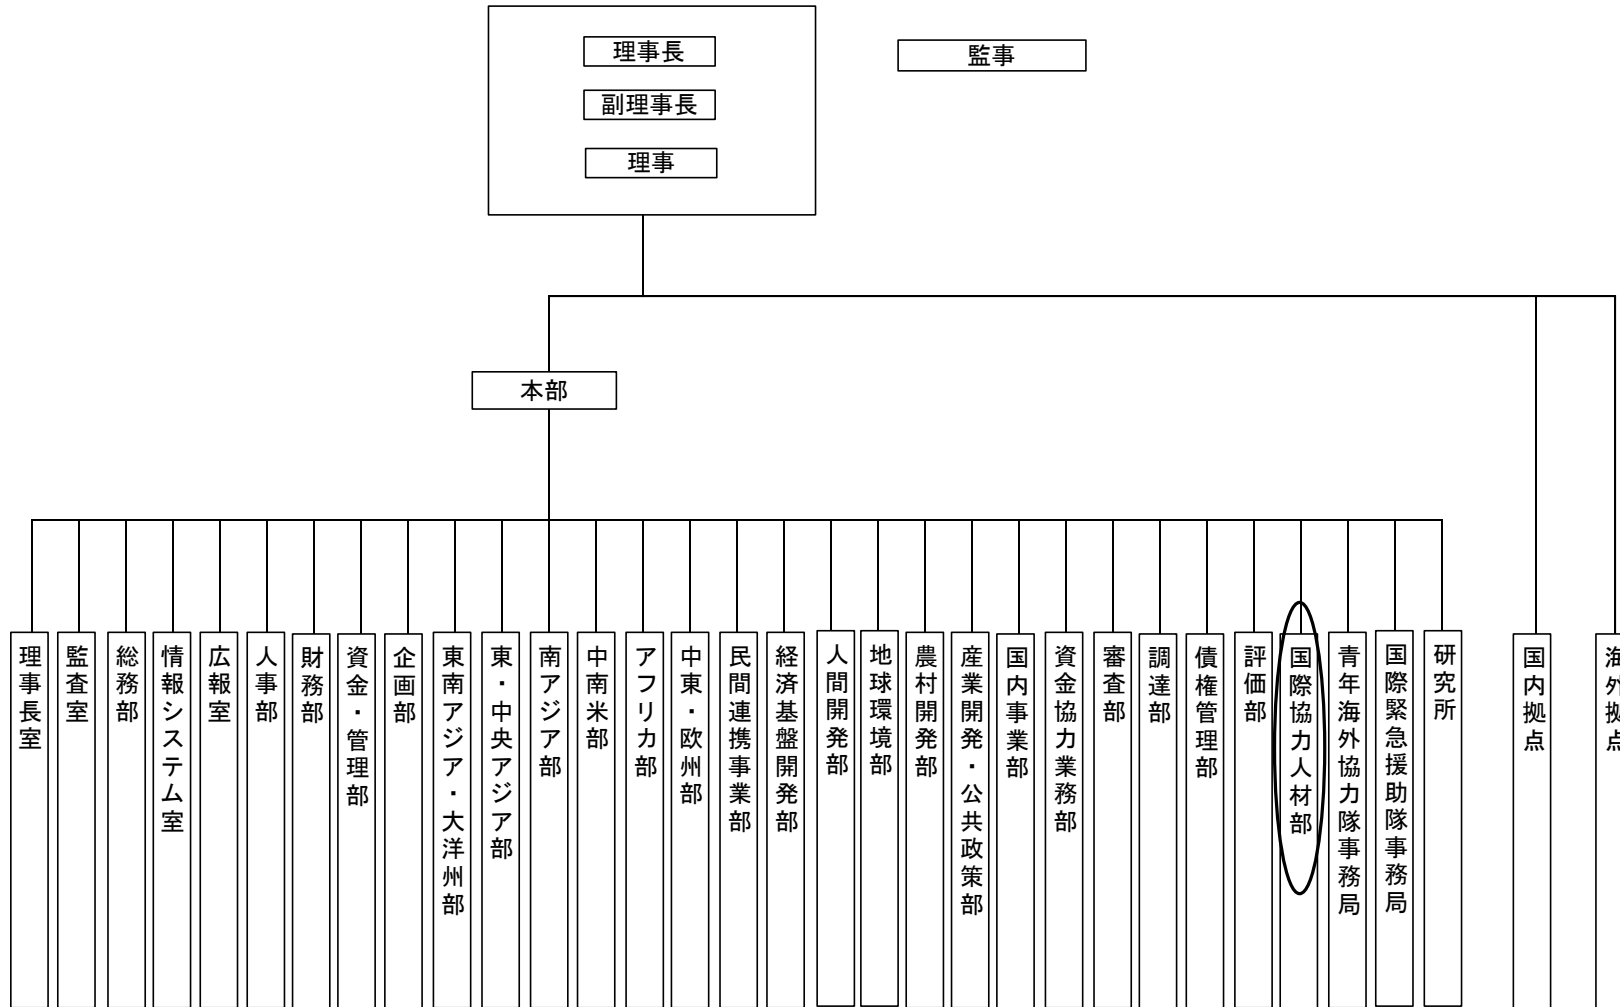 理事長
監事
副理事長
理事
本部
理事長室
監査室
総務部
情報システム室
広報室
人事部
財務部
資金・管理部
企画部
東南アジア・大洋州部
東・中央アジア部
南アジア部
中南米部
アフリカ部
中東・欧州部
民間連携事業部
経済基盤開発部
人間開発部
地球環境部
農村開発部
産業開発・公共政策部
国内事業部
資金協力業務部
審査部
調達部
債権管理部
評価部
国際協力人材部
青年海外協力隊事務局
国際緊急援助隊事務局
研究所
国内拠点
海外拠点